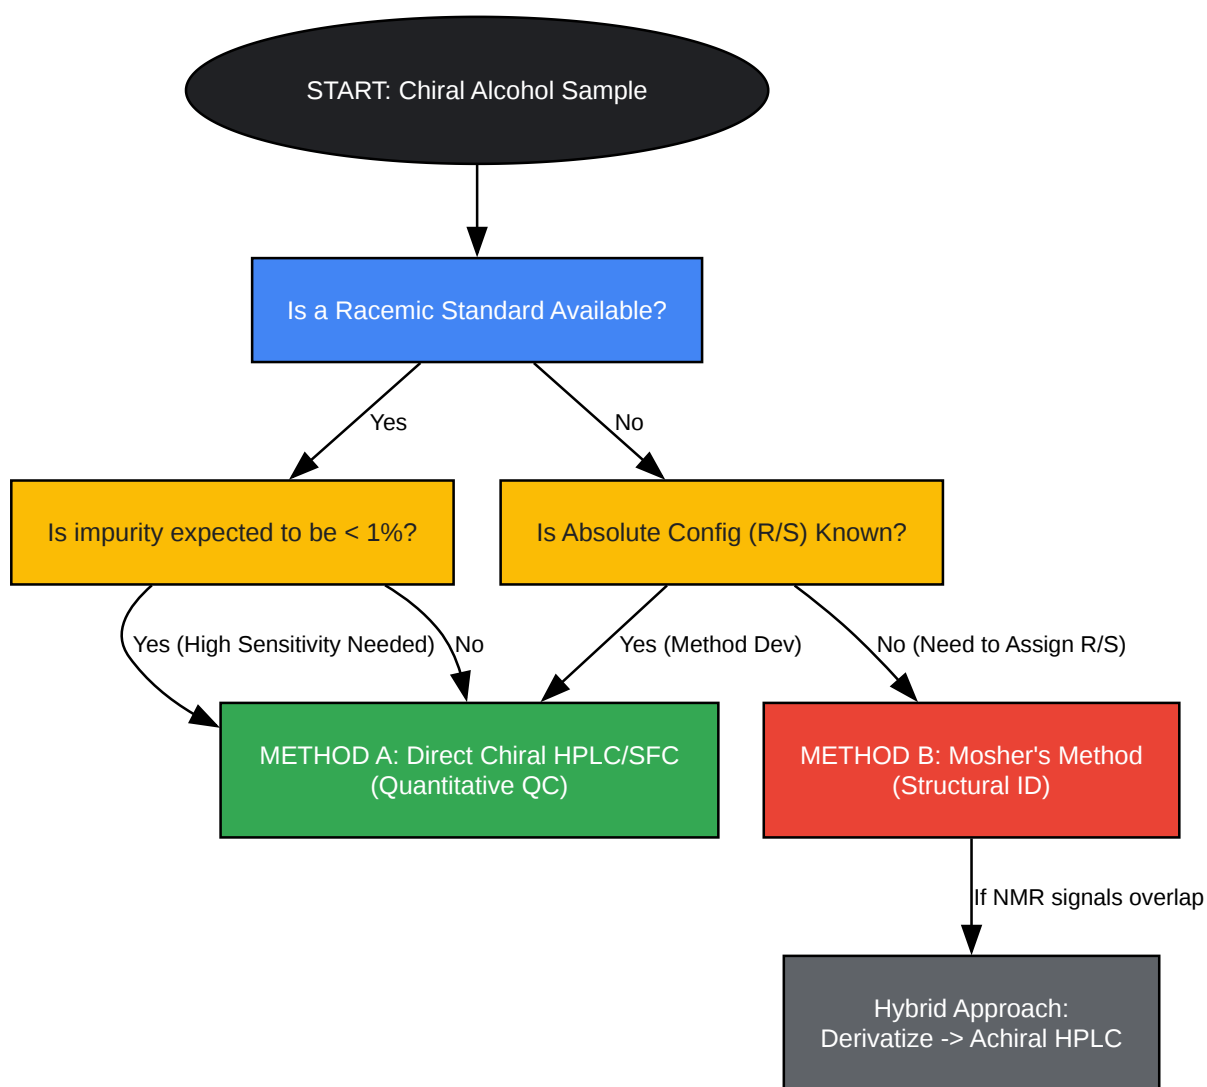 START: Chiral Alcohol Sample
Is a Racemic Standard Available?
Yes
No
Is impurity expected to be < 1%?
Is Absolute Config (R/S) Known?
Yes (High Sensitivity Needed)
No
Yes (Method Dev)
No (Need to Assign R/S)
METHOD A: Direct Chiral HPLC/SFC
(Quantitative QC)
METHOD B: Mosher's Method
(Structural ID)
If NMR signals overlap
Hybrid Approach:
Derivatize -> Achiral HPLC